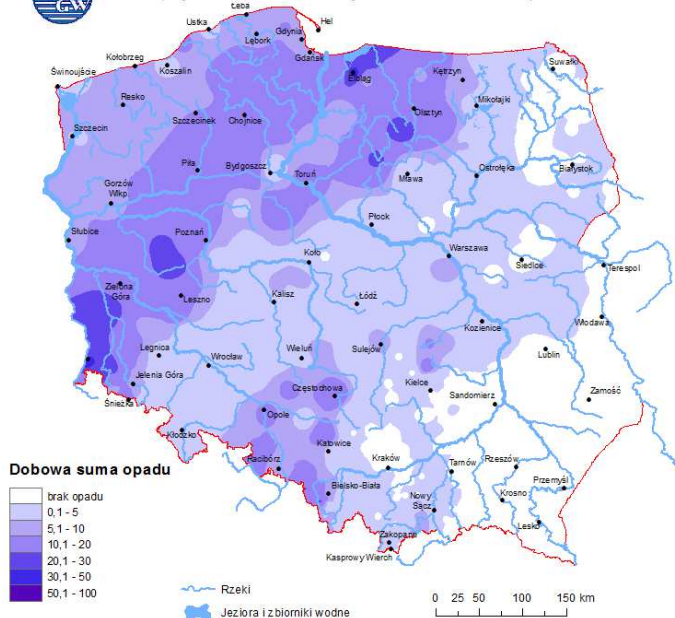 GW
Łeba
Hel
Ustka
Gdynia
Lębork
Gdańsk
Kołobrzeg
Koszalin
Elbląg
Kętrzyn
Suwałki
Świnoujście
Resko
Szczecinek
Chojnice
Olsztyn
Mikołajki
Szczecin
Piła
Bydgoszcz
Toruń
Mława
Ostrołęka
Białystok
Gorzów
Wlkp.
Płock
Słubice
Poznań
Koło
Warszawa
Siedlce
Terespol
Zielona
Góra
Leszno
Kalisz
Łódź
Kozienice
Włodawa
Legnica
Wrocław
Wieluń
Sulejów
Lublin
Jelenia Góra
Częstochowa
Kielce
Sandomierz
Zamość
Śnieżka
Opole
Kłodzko
Katowice
Racibórz
Kraków
Tarnów
Rzeszów
Przemyśl
Bielsko-Biała
Nowy
Sącz
Krosno
Lesko
Zakopane
Kasprowy Wierch
Dobowa suma opadu
brak opadu
0,1 - 5
5,1 - 10
10,1 - 20
20,1 - 30
30,1 - 50
50,1 - 100
Rzeki
Jeziora i zbiorniki wodne
0 25 50 100 150 km